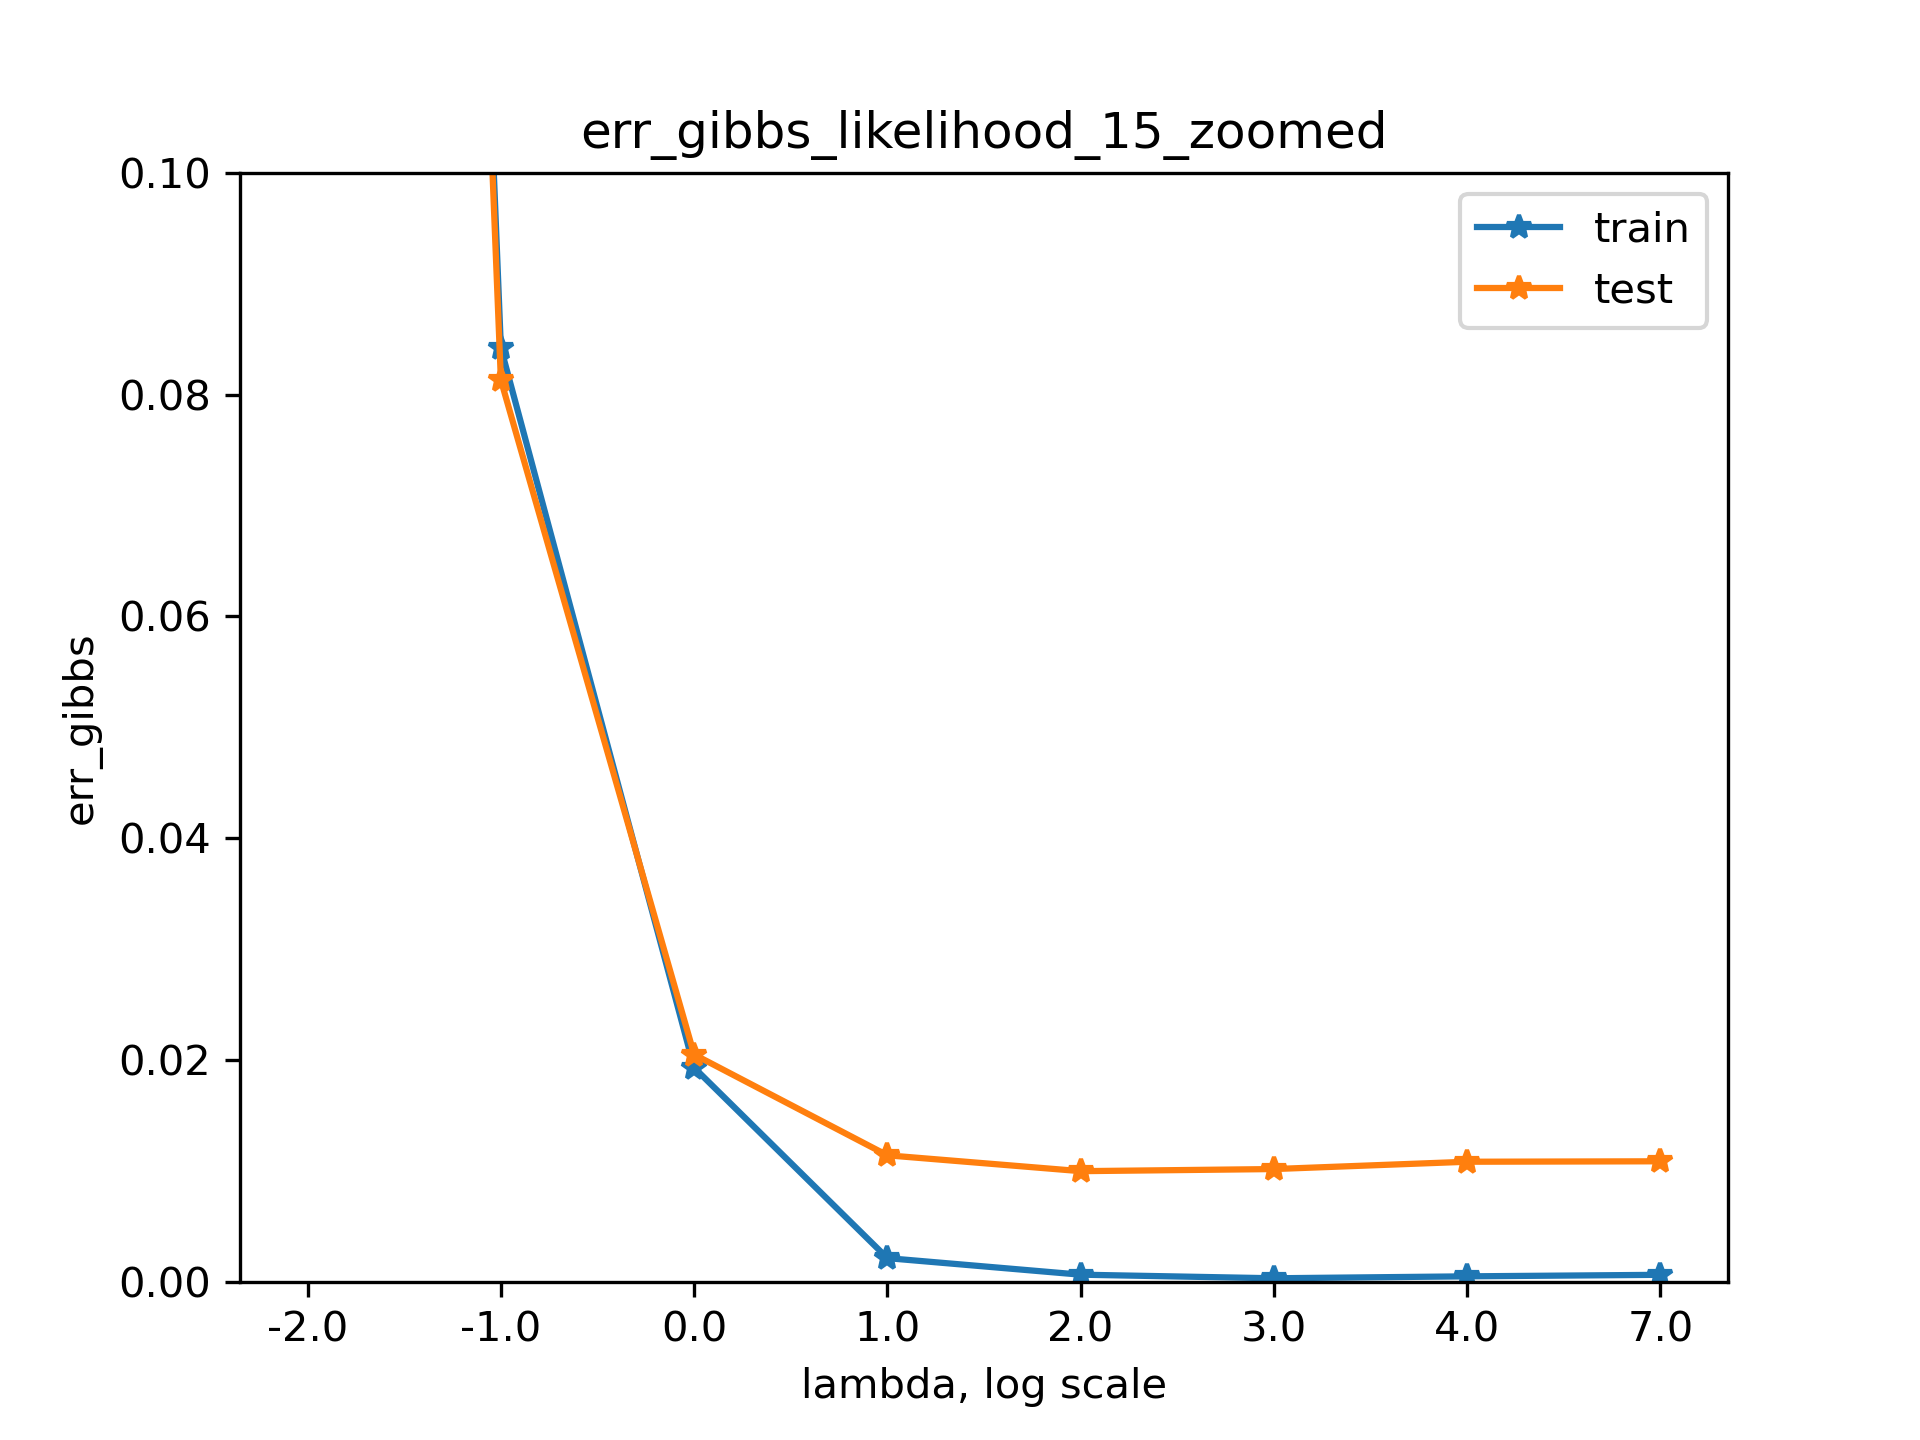 err_gibbs_likelihood_15_zoomed
0.10
0.08
0.06
0.04
0.02
0.00
err_gibbs
train
test
-2.0 -1.0 0.0 1.0 2.0 3.0 4.0 7.0
lambda, log scale